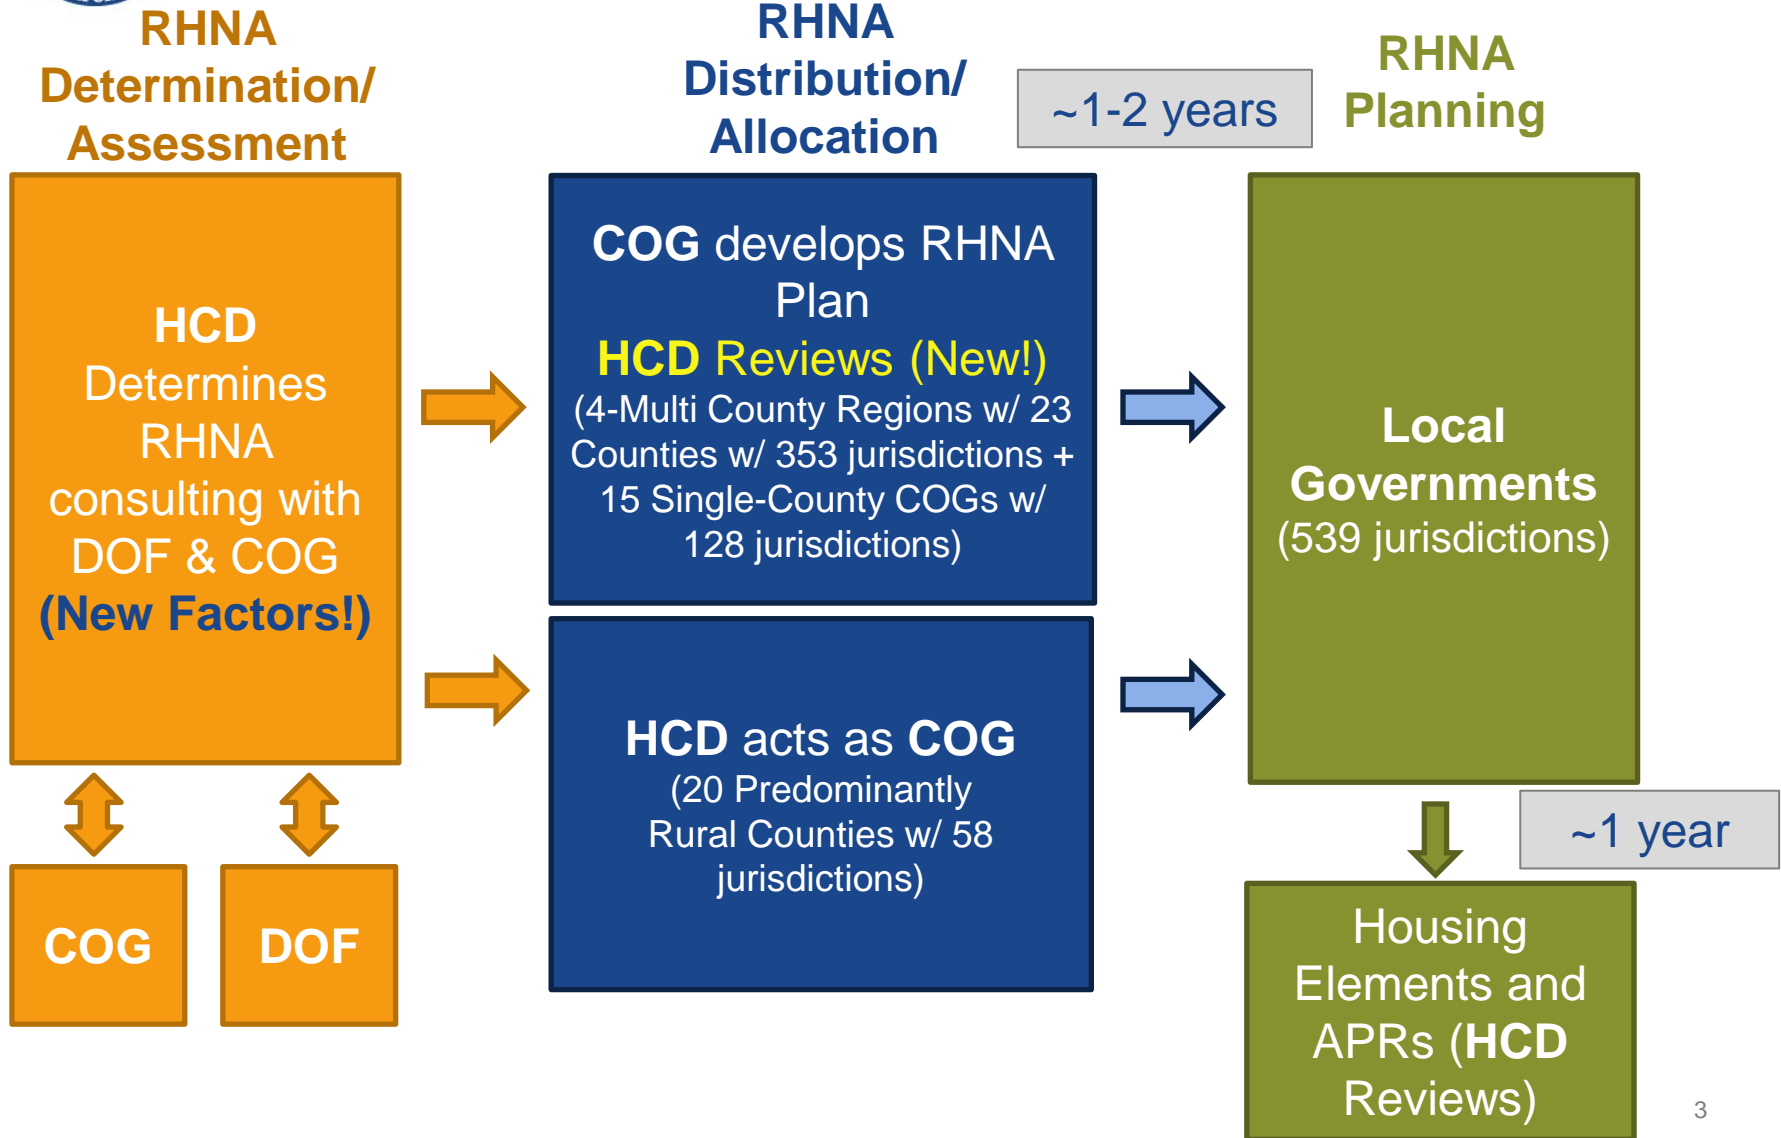 RHNA
Determination/
Assessment
HCD
Determines
RHNA
consulting with
DOF & COG
(New Factors!)
COG
DOF
RHNA
Distribution/
Allocation
~1-2 years
COG develops RHNA
Plan
HCD Reviews (New!)
(4-Multi County Regions w/ 23
Counties w/ 353 jurisdictions +
15 Single-County COGs w/
128 jurisdictions)
HCD acts as COG
(20 Predominantly
Rural Counties w/ 58
jurisdictions)
RHNA
Planning
Local
Governments
(539 jurisdictions)
~1 year
Housing
Elements and
APRs (HCD
Reviews)
3